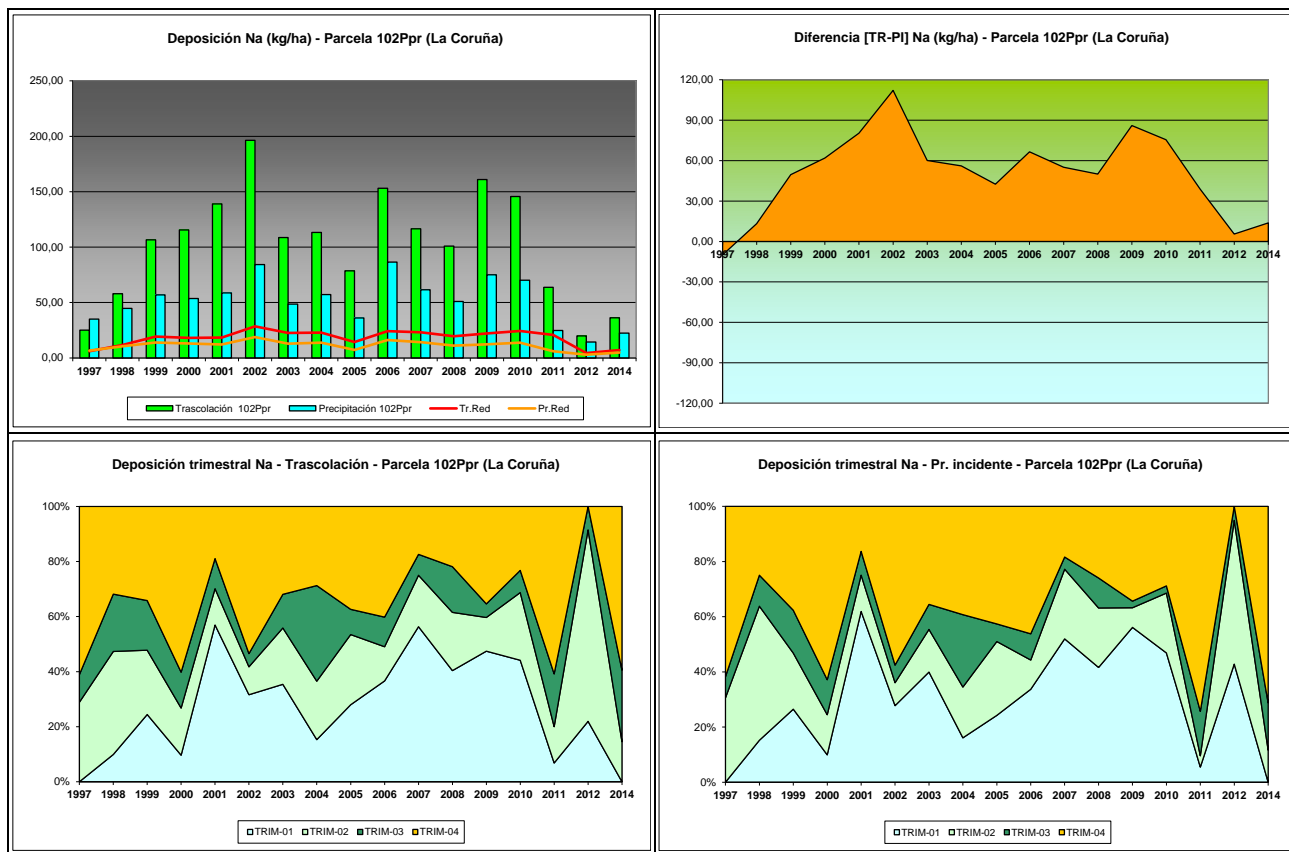 Deposición Na (kg/ha) - Parcela 102Ppr (La Coruña)
250,00
200,00
150,00
100,00
50,00
0,00
1997 1998 1999 2000 2001 2002 2003 2004 2005 2006 2007 2008 2009 2010 2011 2012 2014
Trascolación 102Ppr Precipitación 102Ppr Tr.Red Pr.Red
Diferencia [TR-PI] Na (kg/ha) - Parcela 102Ppr (La Coruña)
120,00
90,00
60,00
30,00
0,00
1997 1998 1999 2000 2001 2002 2003 2004 2005 2006 2007 2008 2009 2010 2011 2012 2014
-30,00
-60,00
-90,00
-120,00
Deposición trimestral Na - Trascolación - Parcela 102Ppr (La Coruña)
100%
80%
60%
40%
20%
0%
1997 1998 1999 2000 2001 2002 2003 2004 2005 2006 2007 2008 2009 2010 2011 2012 2014
TRIM-01 TRIM-02 TRIM-03 TRIM-04
Deposición trimestral Na - Pr. incidente - Parcela 102Ppr (La Coruña)
100%
80%
60%
40%
20%
0%
1997 1998 1999 2000 2001 2002 2003 2004 2005 2006 2007 2008 2009 2010 2011 2012 2014
TRIM-01 TRIM-02 TRIM-03 TRIM-04